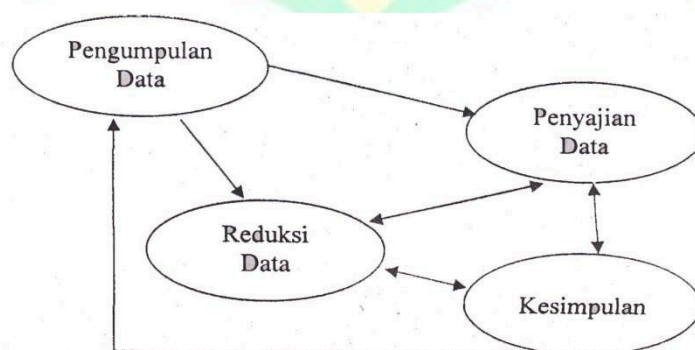 Pengumpulan
Data
Penyajian
Data
Reduksi
Data
Kesimpulan